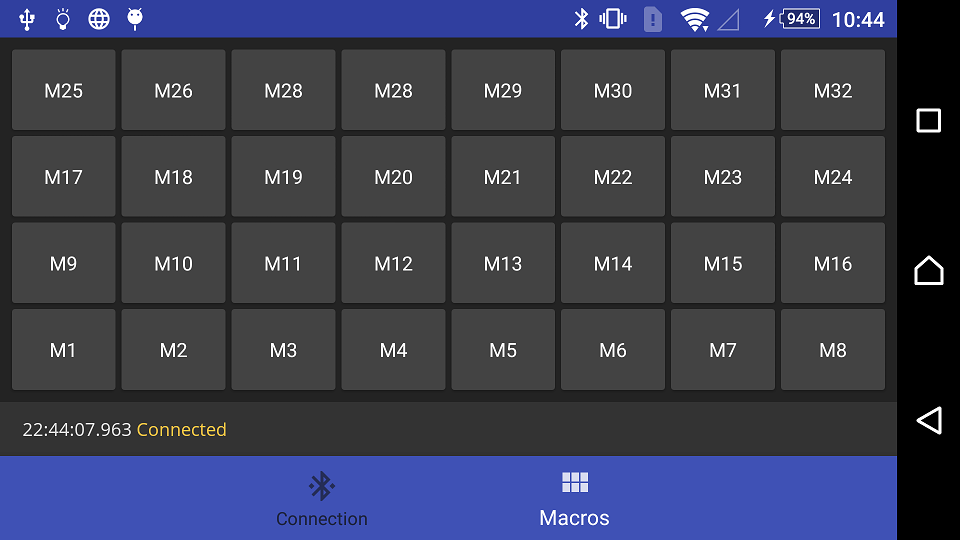 94% 10:44
M25 M26 M28 M28 M29 M30 M31 M32
M17 M18 M19 M20 M21 M22 M23 M24
M9 M10 M11 M12 M13 M14 M15 M16
M1 M2 M3 M4 M5 M6 M7 M8
22:44:07.963 Connected
Connection Macros